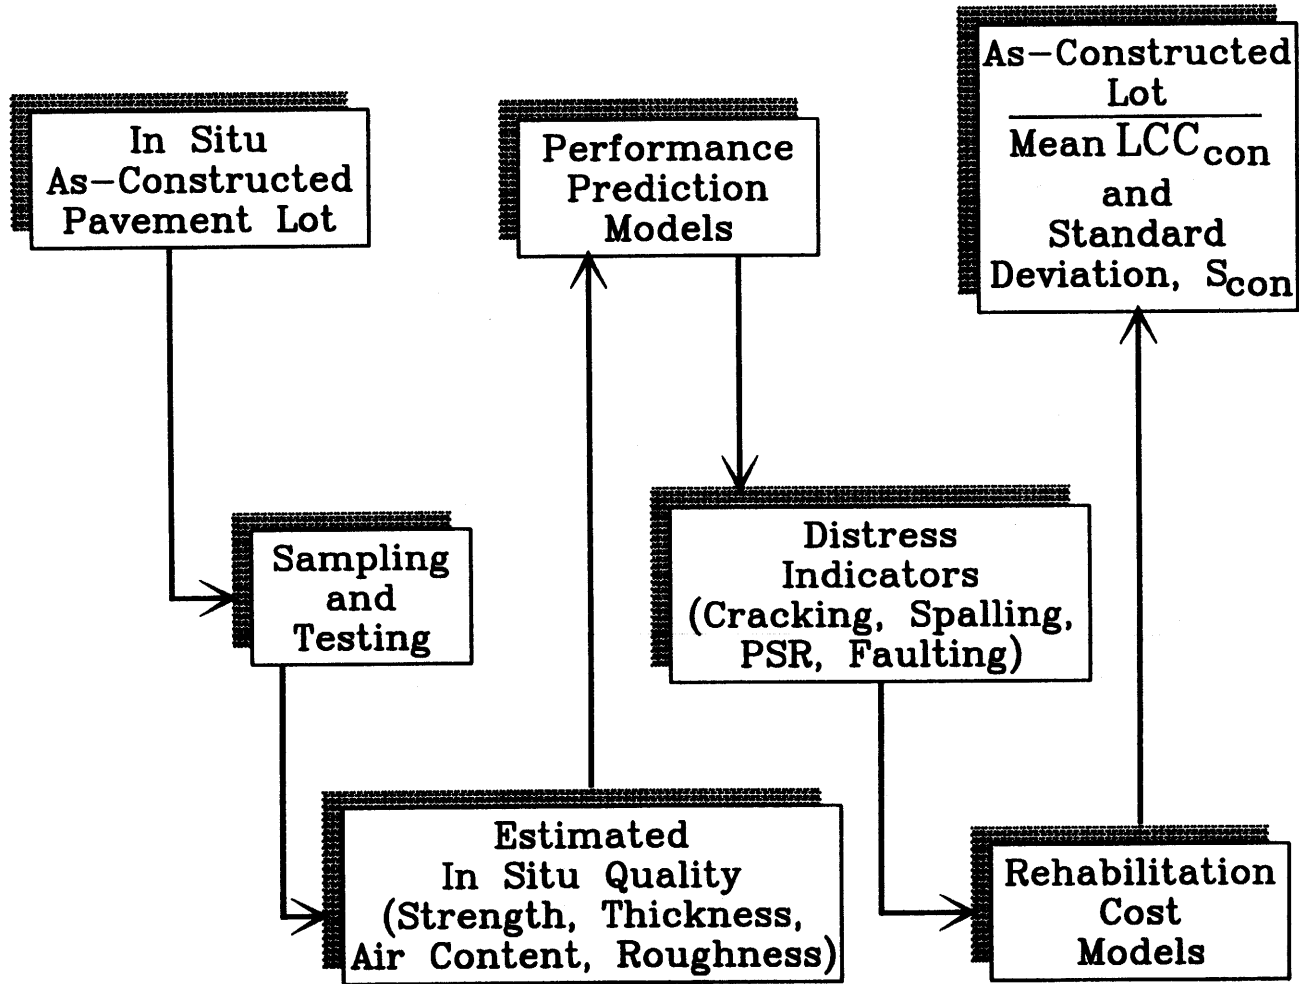 In Situ
As-Constructed
Pavement Lot
Sampling
and
Testing
Estimated
In Situ Quality
(Strength, Thickness,
Air Content, Roughness)
Performance
Prediction
Models
Distress
Indicators
(Cracking, Spalling,
PSR, Faulting)
Rehabilitation
Cost
Models
As-Constructed
Lot
Mean LCCcon
and
Standard
Deviation, Scon